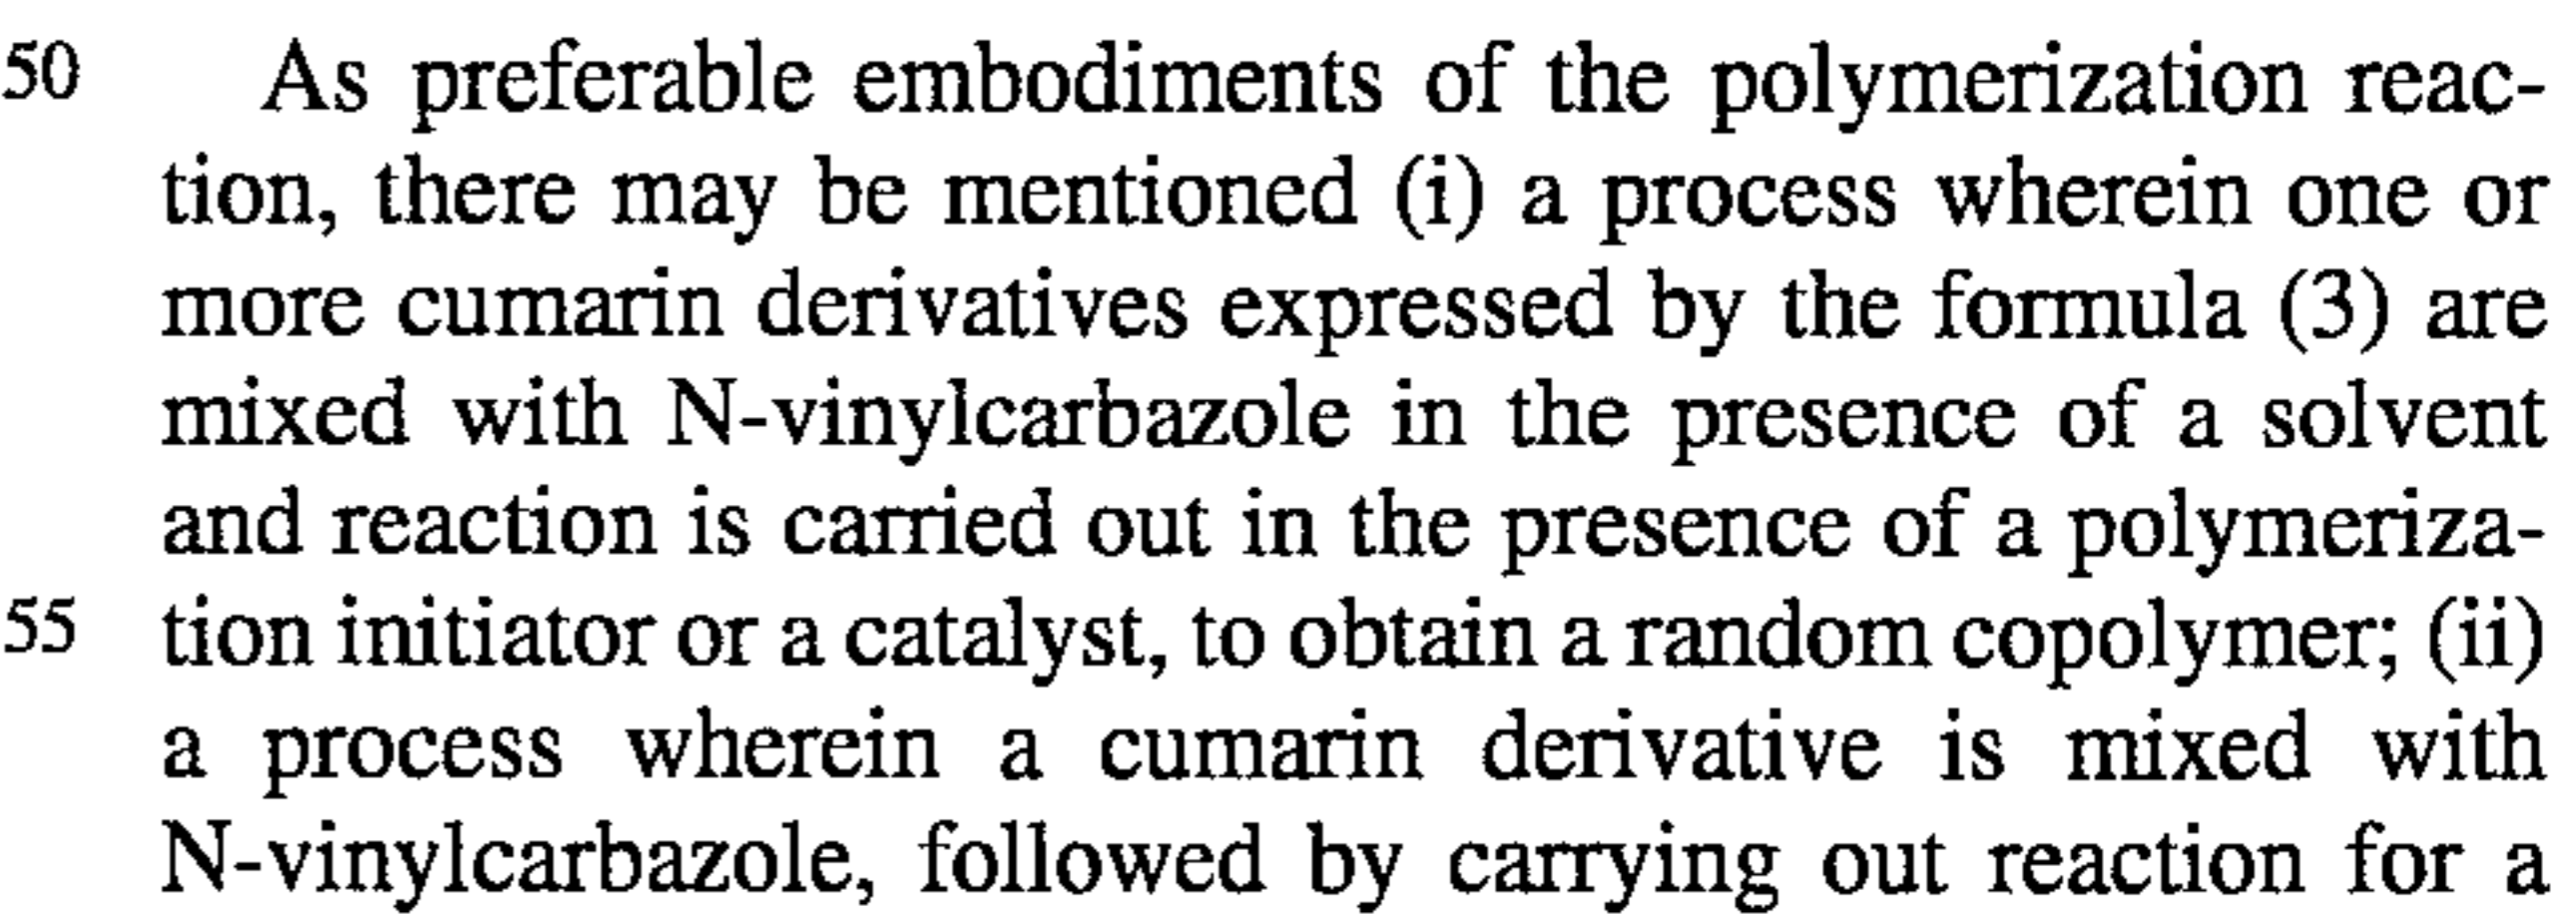 50 As preferable embodiments of the polymerization reac-
tion, there may be mentioned (i) a process wherein one or
more cumarin derivatives expressed by the formula (3) are
mixed with N-vinylcarbazole in the presence of a solvent
and reaction is carried out in the presence of a polymeriza-
55 tion initiator or a catalyst, to obtain a random copolymer; (ii)
a process wherein a cumarin derivative is mixed with
N-vinylcarbazole, followed by carrying out reaction for a